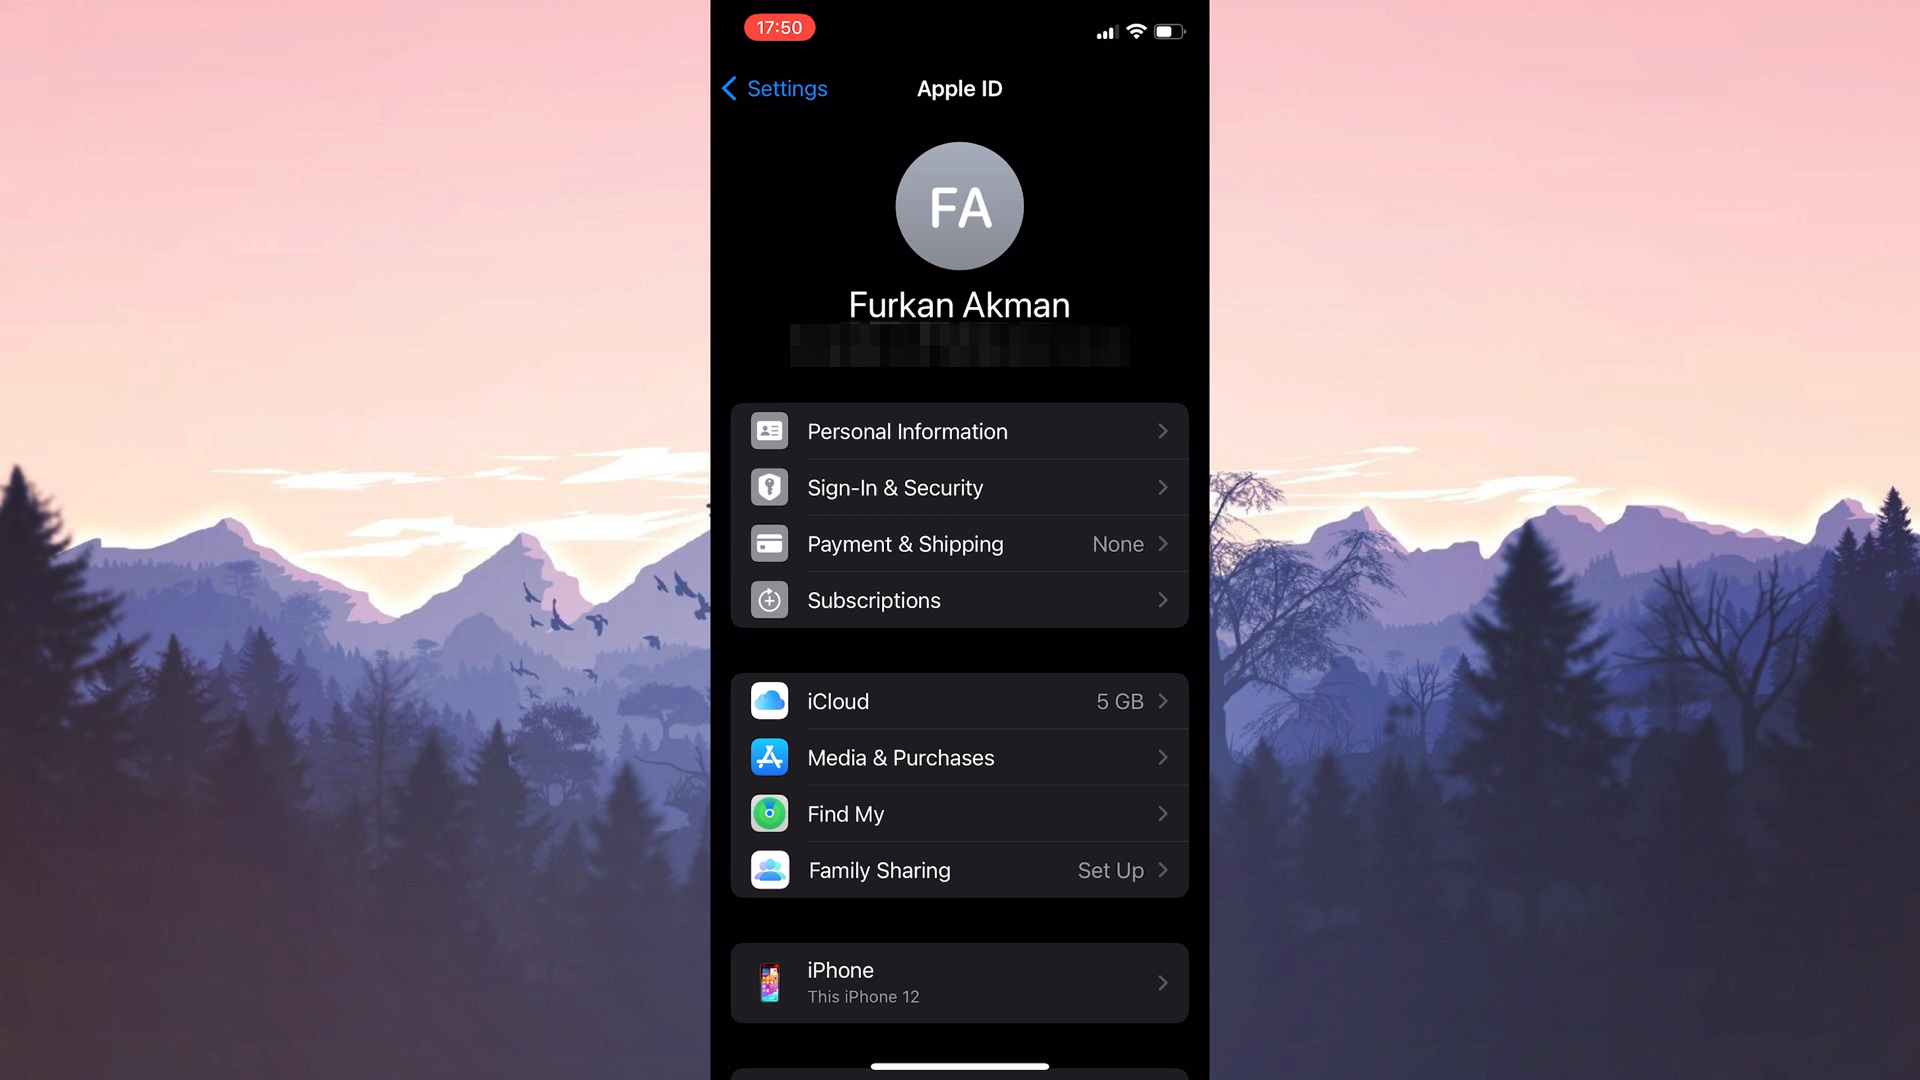 17:50
Settings
Apple ID
FA
Furkan Akman
Personal Information
Sign-In & Security
Payment & Shipping None
Subscriptions
iCloud 5 GB
Media & Purchases
Find My
Family Sharing Set Up
iPhone
This iPhone 12